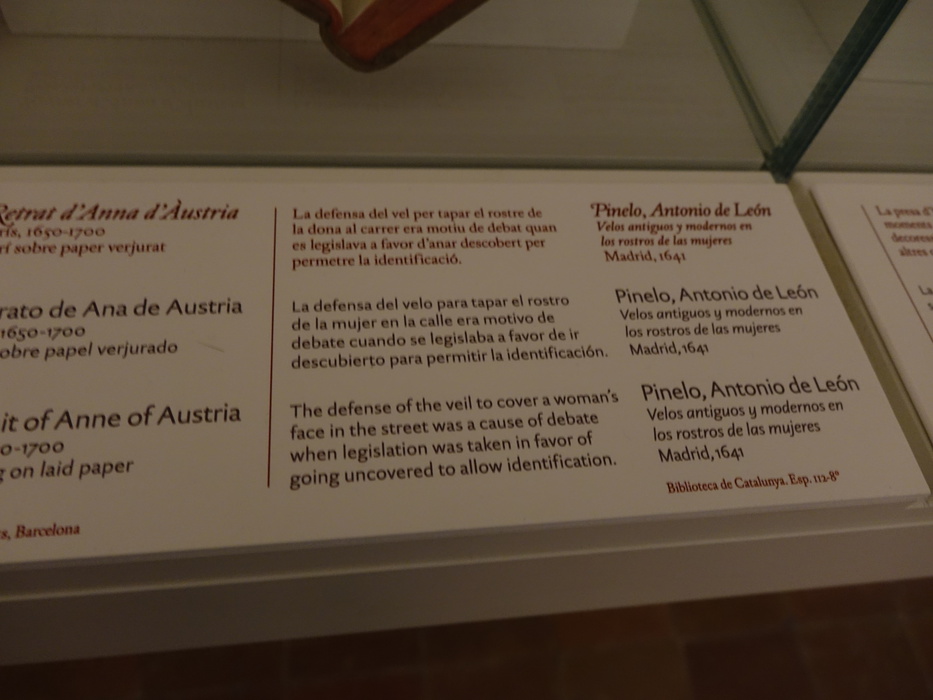 Retrat d'Anna d'Àustria
1650-1700
sobre paper verjurat
de Ana de Austria
1650-1700
sobre papel verjurado
of Anne of Austria
-1700
on laid paper
Barcelona
La defensa del vel per tapar el rostre de
la dona al carrer era motiu de debat quan
es legislava a favor d'anar descobert per
permetre la identificació.
La defensa del velo para tapar el rostro
de la mujer en la calle era motivo de
debate cuando se legislaba a favor de ir
descubierto para permitir la identificación.
The defense of the veil to cover a woman's
face in the street was a cause of debate
when legislation was taken in favor of
going uncovered to allow identification.
Pinelo, Antonio de León
Velos antiguos y modernos en
los rostros de las mujeres
Madrid, 1641
Pinelo, Antonio de León
Velos antiguos y modernos en
los rostros de las mujeres
Madrid, 1641
Pinelo, Antonio de León
Velos antiguos y modernos en
los rostros de las mujeres
Madrid, 1641
Biblioteca de Catalunya. Esp. 112-8º
La presa d'
moments
altres
La